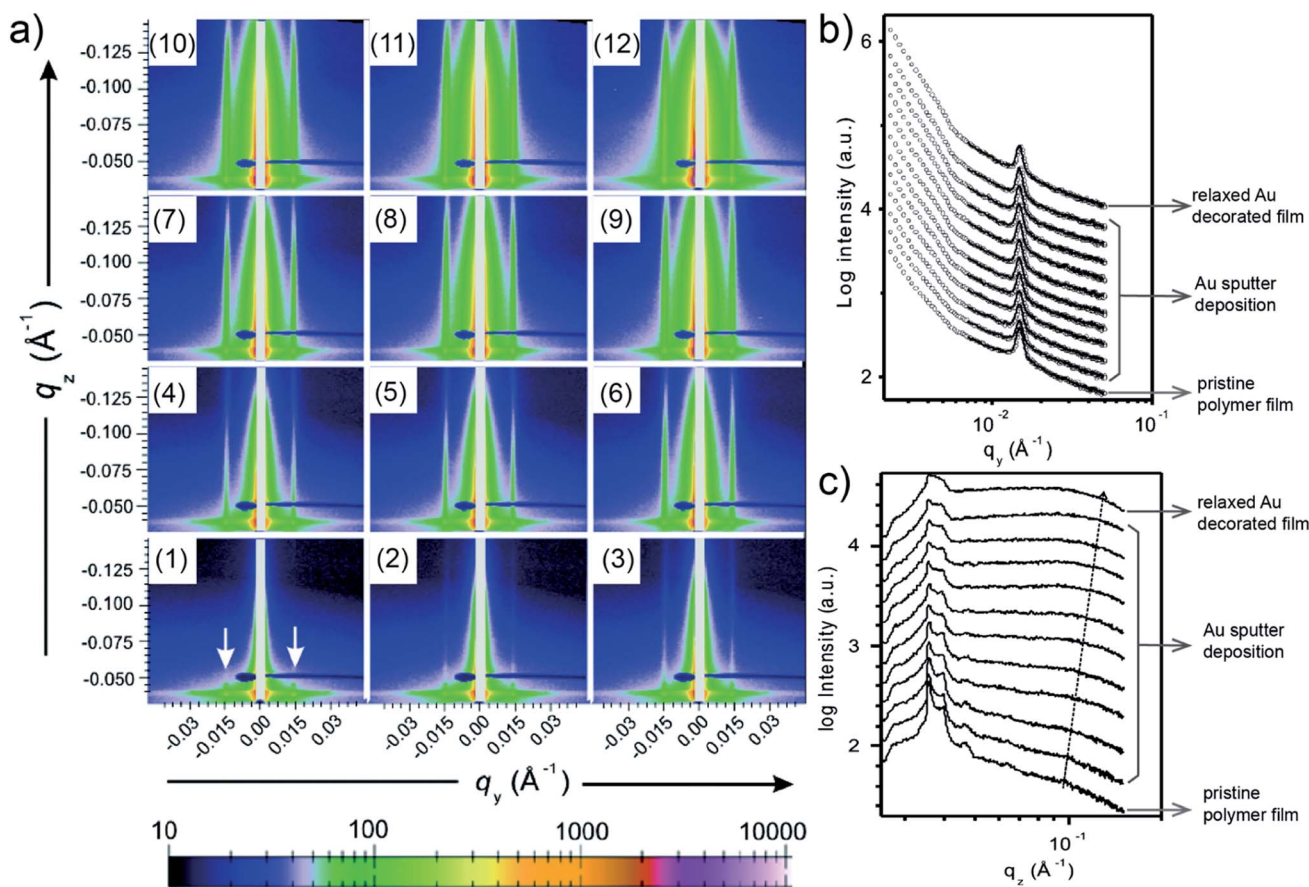 a)
(10) (11) (12)
-0.125
-0.100
-0.075
-0.050
(7) (8) (9)
-0.125
-0.100
-0.075
-0.050
(4) (5) (6)
-0.125
-0.100
-0.075
-0.050
(1) (2) (3)
-0.125
-0.100
-0.075
-0.050
q_z (Å⁻¹)
-0.03 -0.015 0.00 0.015 0.03 -0.03 -0.015 0.00 0.015 0.03 -0.03 -0.015 0.00 0.015 0.03
q_y (Å⁻¹)
10 100 1000 10000
b)
6
4
2
Log intensity (a.u.)
10⁻² 10⁻¹
q_y (Å⁻¹)
relaxed Au
decorated film
Au sputter
deposition
pristine
polymer film
c)
4
3
2
log Intensity (a.u.)
10⁻¹
q_z (Å⁻¹)
relaxed Au
decorated film
Au sputter
deposition
pristine
polymer film